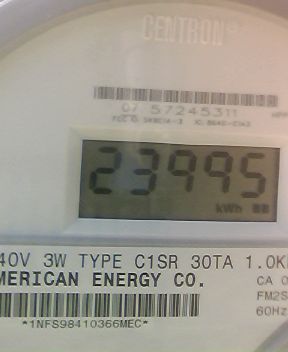 CENTRON®
07 57245311
23995
kWh
40V 3W TYPE C1SR 30TA 1.0K
MERICAN ENERGY CO.
CA 0
FM2S
60Hz
*1NFS98410366MEC*